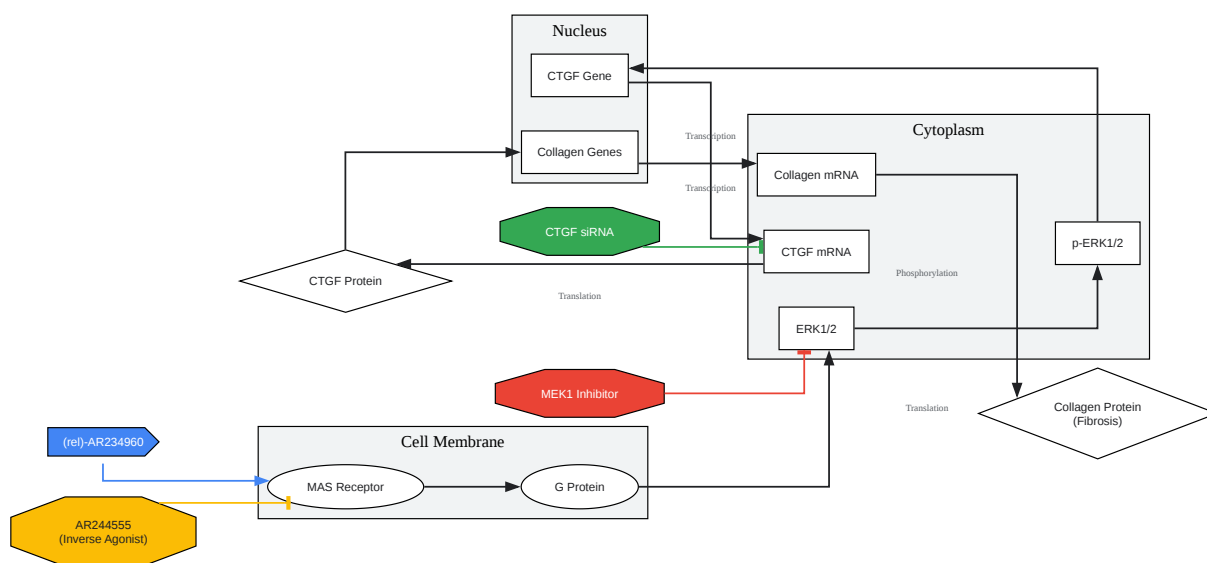 Nucleus
CTGF Gene
Transcription
Cytoplasm
Collagen Genes
Collagen mRNA
Transcription
CTGF siRNA
CTGF mRNA
p-ERK1/2
CTGF Protein
Phosphorylation
Translation
ERK1/2
MEK1 Inhibitor
Translation
Collagen Protein
(Fibrosis)
(rel)-AR234960
Cell Membrane
MAS Receptor
G Protein
AR244555
(Inverse Agonist)